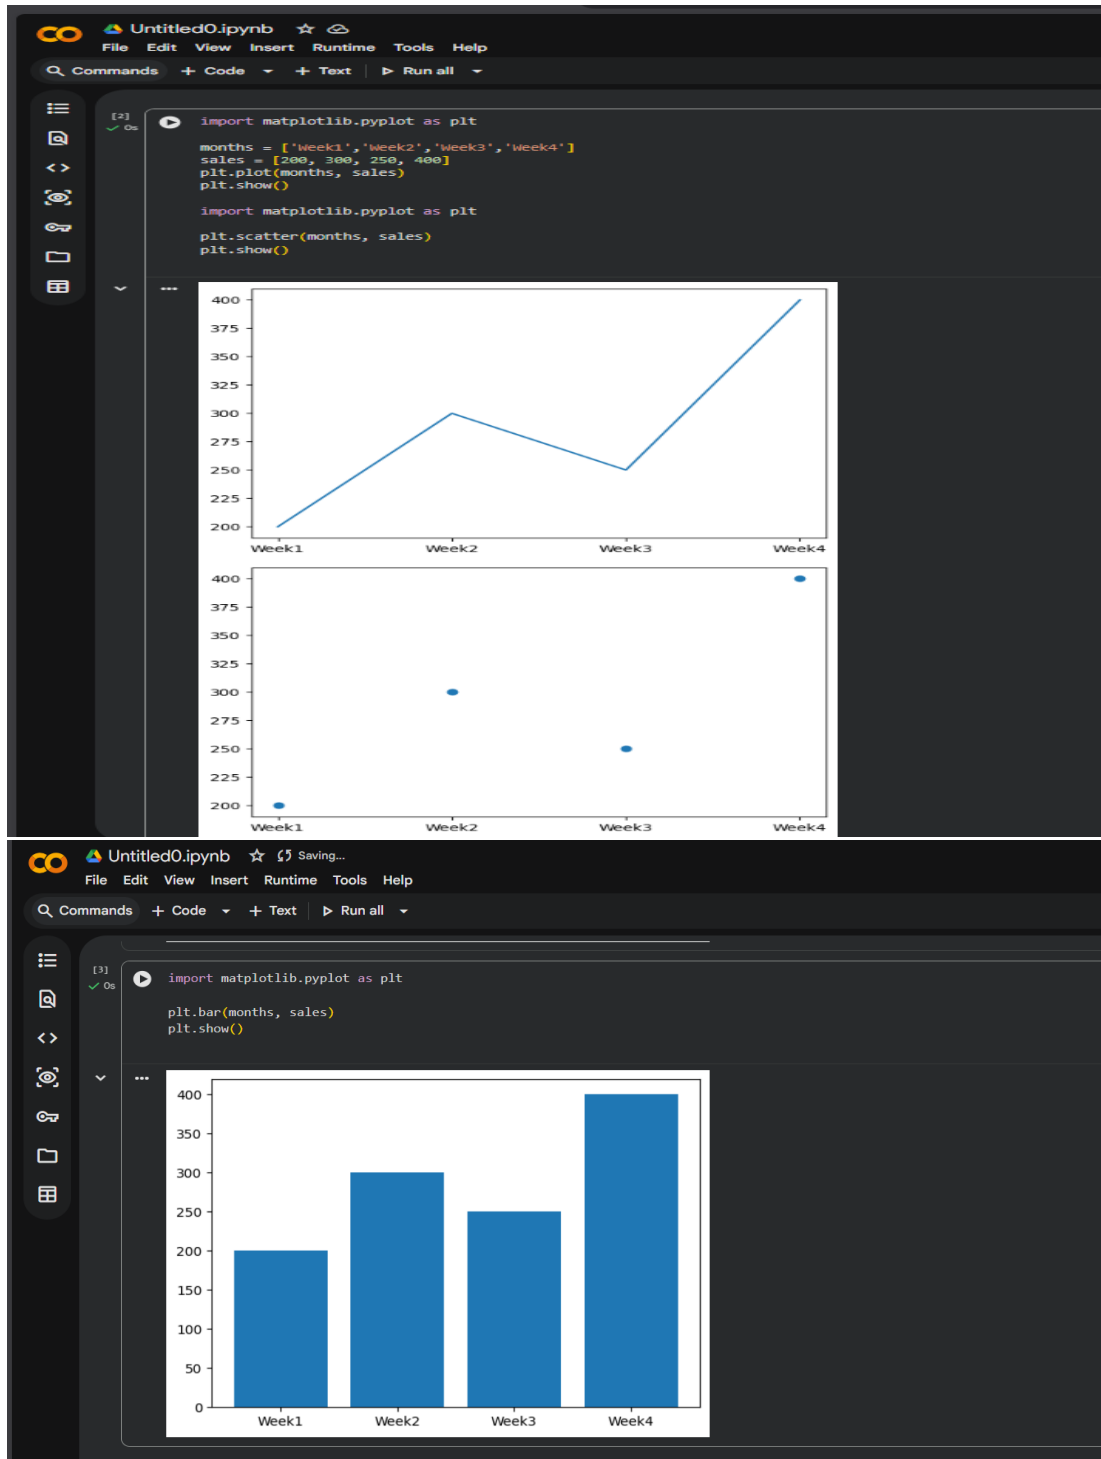 Untitled0.ipynb
File Edit View Insert Runtime Tools Help
Commands + Code + Text Run all
[2]
0s
import matplotlib.pyplot as plt
months = ['Week1','Week2','Week3','Week4']
sales = [200, 300, 250, 400]
plt.plot(months, sales)
plt.show()
import matplotlib.pyplot as plt
plt.scatter(months, sales)
plt.show()
400
375
350
325
300
275
250
225
200
Week1 Week2 Week3 Week4
400
375
350
325
300
275
250
225
200
Week1 Week2 Week3 Week4
Untitled0.ipynb Saving...
File Edit View Insert Runtime Tools Help
Commands + Code + Text Run all
[3]
0s
import matplotlib.pyplot as plt
plt.bar(months, sales)
plt.show()
400
350
300
250
200
150
100
50
0
Week1 Week2 Week3 Week4